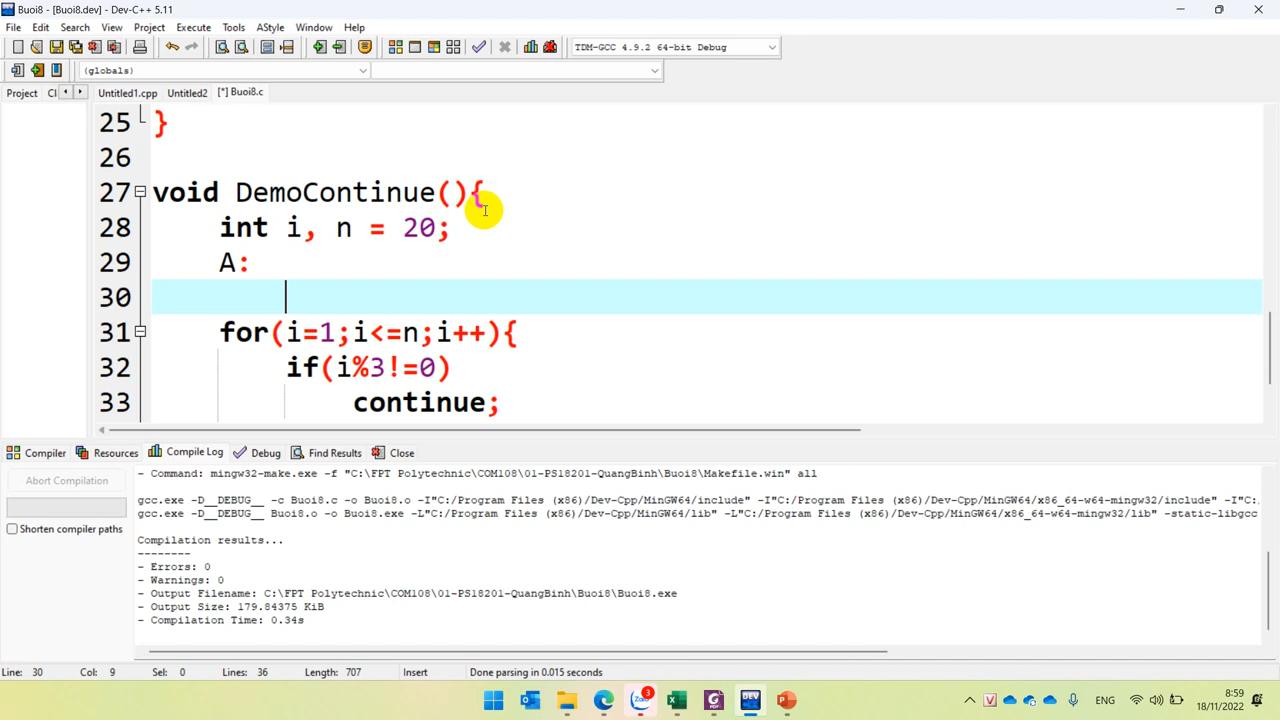 Buoi8 - [Buoi8.dev] - Dev-C++ 5.11
File Edit Search View Project Execute Tools AStyle Window Help
TDM-GCC 4.9.2 64-bit Debug
(globals)
Project Cl Untitled1.cpp Untitled2 [*] Buoi8.c
25 }
26
27 void DemoContinue(){
28 int i, n = 20;
29 A:
30
31 for(i=1;i<=n;i++){
32 if(i%3!=0)
33 continue;
Compiler Resources Compile Log Debug Find Results Close
Abort Compilation
Shorten compiler paths
- Command: mingw32-make.exe -f "C:\FPT Polytechnic\COM108\01-PS18201-QuangBinh\Buoi8\Makefile.win" all
gcc.exe -D__DEBUG__ -c Buoi8.c -o Buoi8.o -I"C:/Program Files (x86)/Dev-Cpp/MinGW64/include" -I"C:/Program Files (x86)/Dev-Cpp/MinGW64/x86_64-w64-mingw32/include" -I"C:
gcc.exe -D__DEBUG__ Buoi8.o -o Buoi8.exe -L"C:/Program Files (x86)/Dev-Cpp/MinGW64/lib" -L"C:/Program Files (x86)/Dev-Cpp/MinGW64/x86_64-w64-mingw32/lib" -static-libgcc
Compilation results...
--------
- Errors: 0
- Warnings: 0
- Output Filename: C:\FPT Polytechnic\COM108\01-PS18201-QuangBinh\Buoi8\Buoi8.exe
- Output Size: 179.84375 KiB
- Compilation Time: 0.34s
Line: 30 Col: 9 Sel: 0 Lines: 36 Length: 707 Insert Done parsing in 0.015 seconds
Zalo 3 PDF DEV P V ENG 8:59
18/11/2022